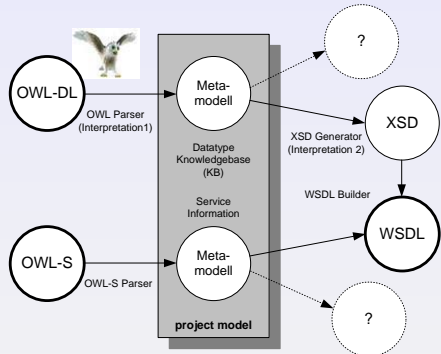 ?
OWL-DL
Meta-
modell
OWL Parser
(Interpretation1)
XSD Generator
(Interpretation 2)
XSD
Datatype
Knowledgebase
(KB)
WSDL Builder
Service
Information
OWL-S
Meta-
modell
WSDL
OWL-S Parser
?
project model